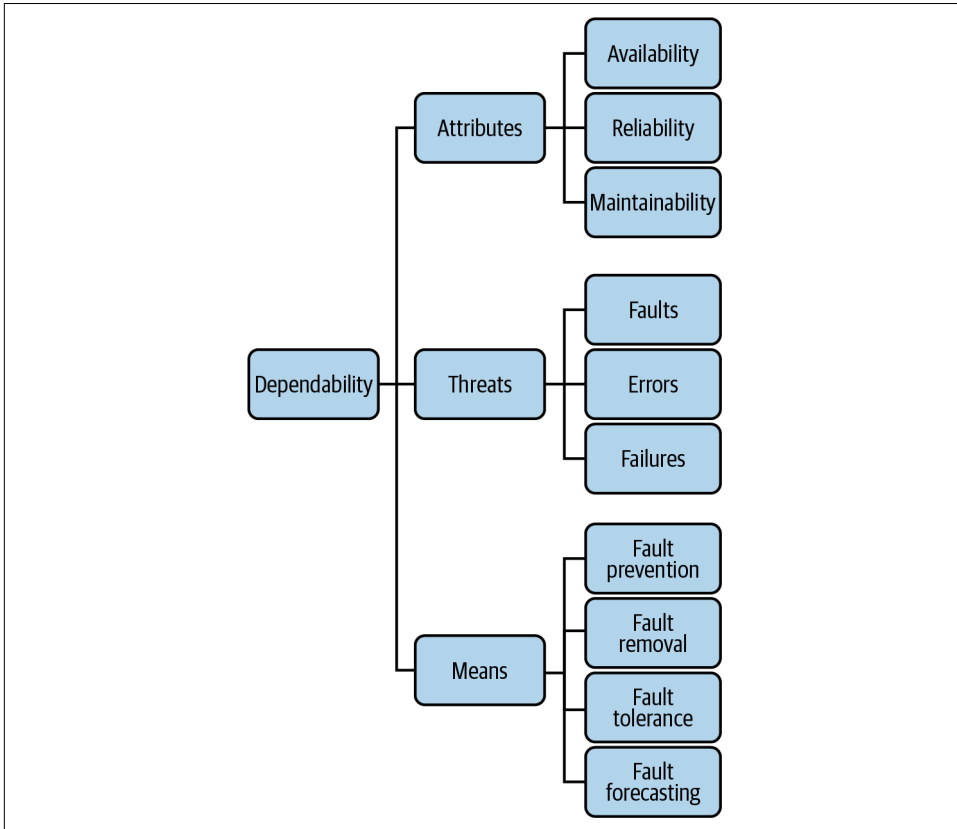 Dependability
Attributes
Availability
Reliability
Maintainability
Threats
Faults
Errors
Failures
Means
Fault
prevention
Fault
removal
Fault
tolerance
Fault
forecasting